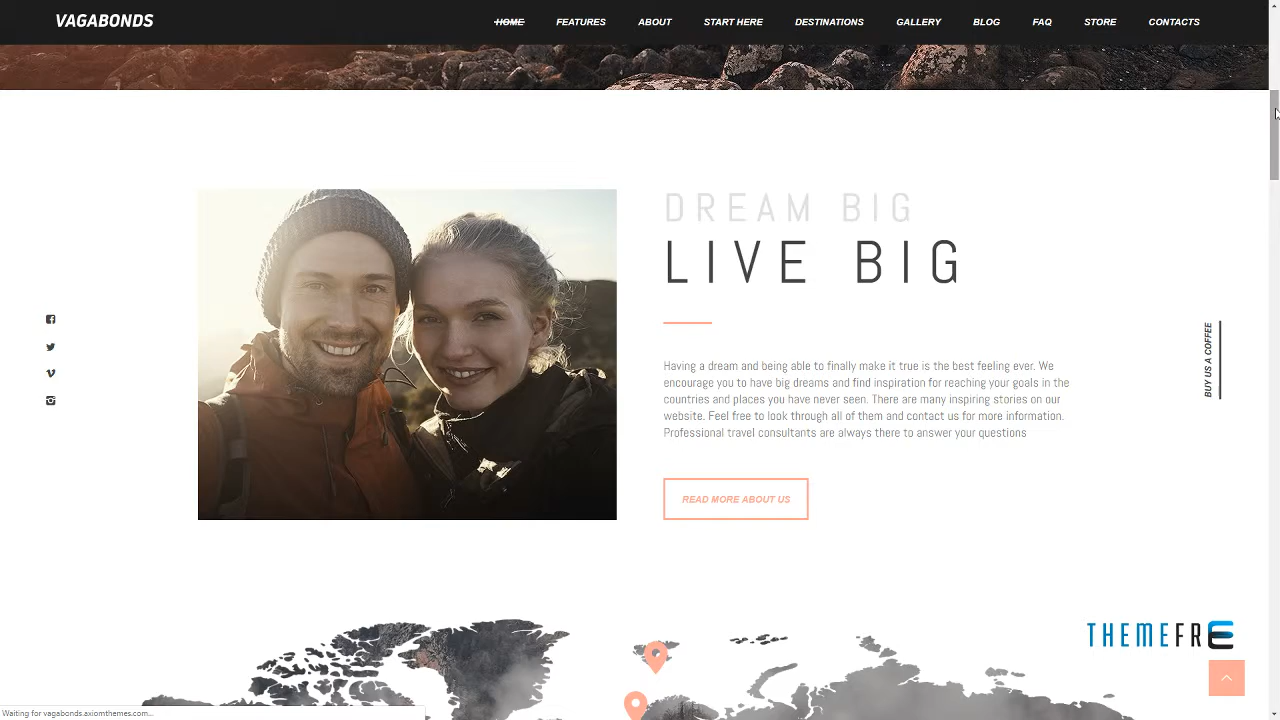 VAGABONDS
HOME FEATURES ABOUT START HERE DESTINATIONS GALLERY BLOG FAQ STORE CONTACTS
DREAM BIG
LIVE BIG
Having a dream and being able to finally make it true is the best feeling ever. We
encourage you to have big dreams and find inspiration for reaching your goals in the
countries and places you have never seen. There are many inspiring stories on our
website. Feel free to look through all of them and contact us for more information.
Professional travel consultants are always there to answer your questions
READ MORE ABOUT US
BUY US A COFFEE
THEMEFRE
Waiting for vagabonds.axiomthemes.com...